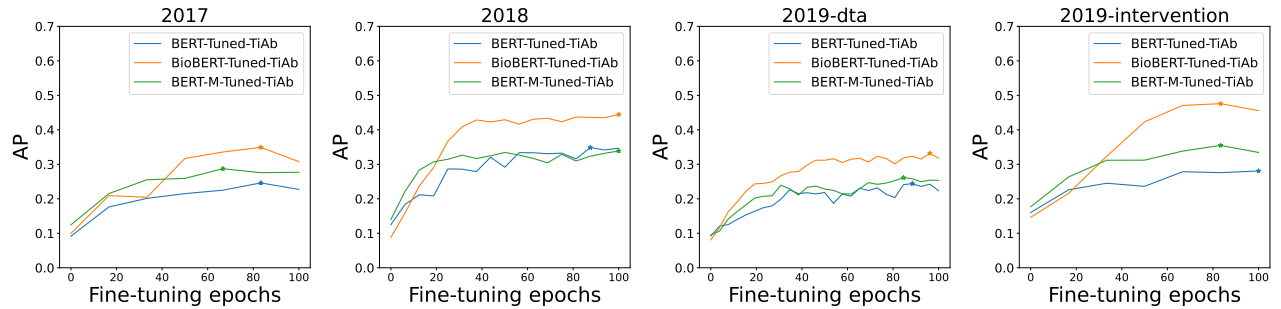 2017
0.7
0.6
0.5
0.4
0.3
0.2
0.1
0.0
AP
BERT-Tuned-TiAb
BioBERT-Tuned-TiAb
BERT-M-Tuned-TiAb
0 20 40 60 80 100
Fine-tuning epochs
2018
0.7
0.6
0.5
0.4
0.3
0.2
0.1
0.0
AP
BERT-Tuned-TiAb
BioBERT-Tuned-TiAb
BERT-M-Tuned-TiAb
0 20 40 60 80 100
Fine-tuning epochs
2019-dta
0.7
0.6
0.5
0.4
0.3
0.2
0.1
0.0
AP
BERT-Tuned-TiAb
BioBERT-Tuned-TiAb
BERT-M-Tuned-TiAb
0 20 40 60 80 100
Fine-tuning epochs
2019-intervention
0.7
0.6
0.5
0.4
0.3
0.2
0.1
0.0
AP
BERT-Tuned-TiAb
BioBERT-Tuned-TiAb
BERT-M-Tuned-TiAb
0 20 40 60 80 100
Fine-tuning epochs